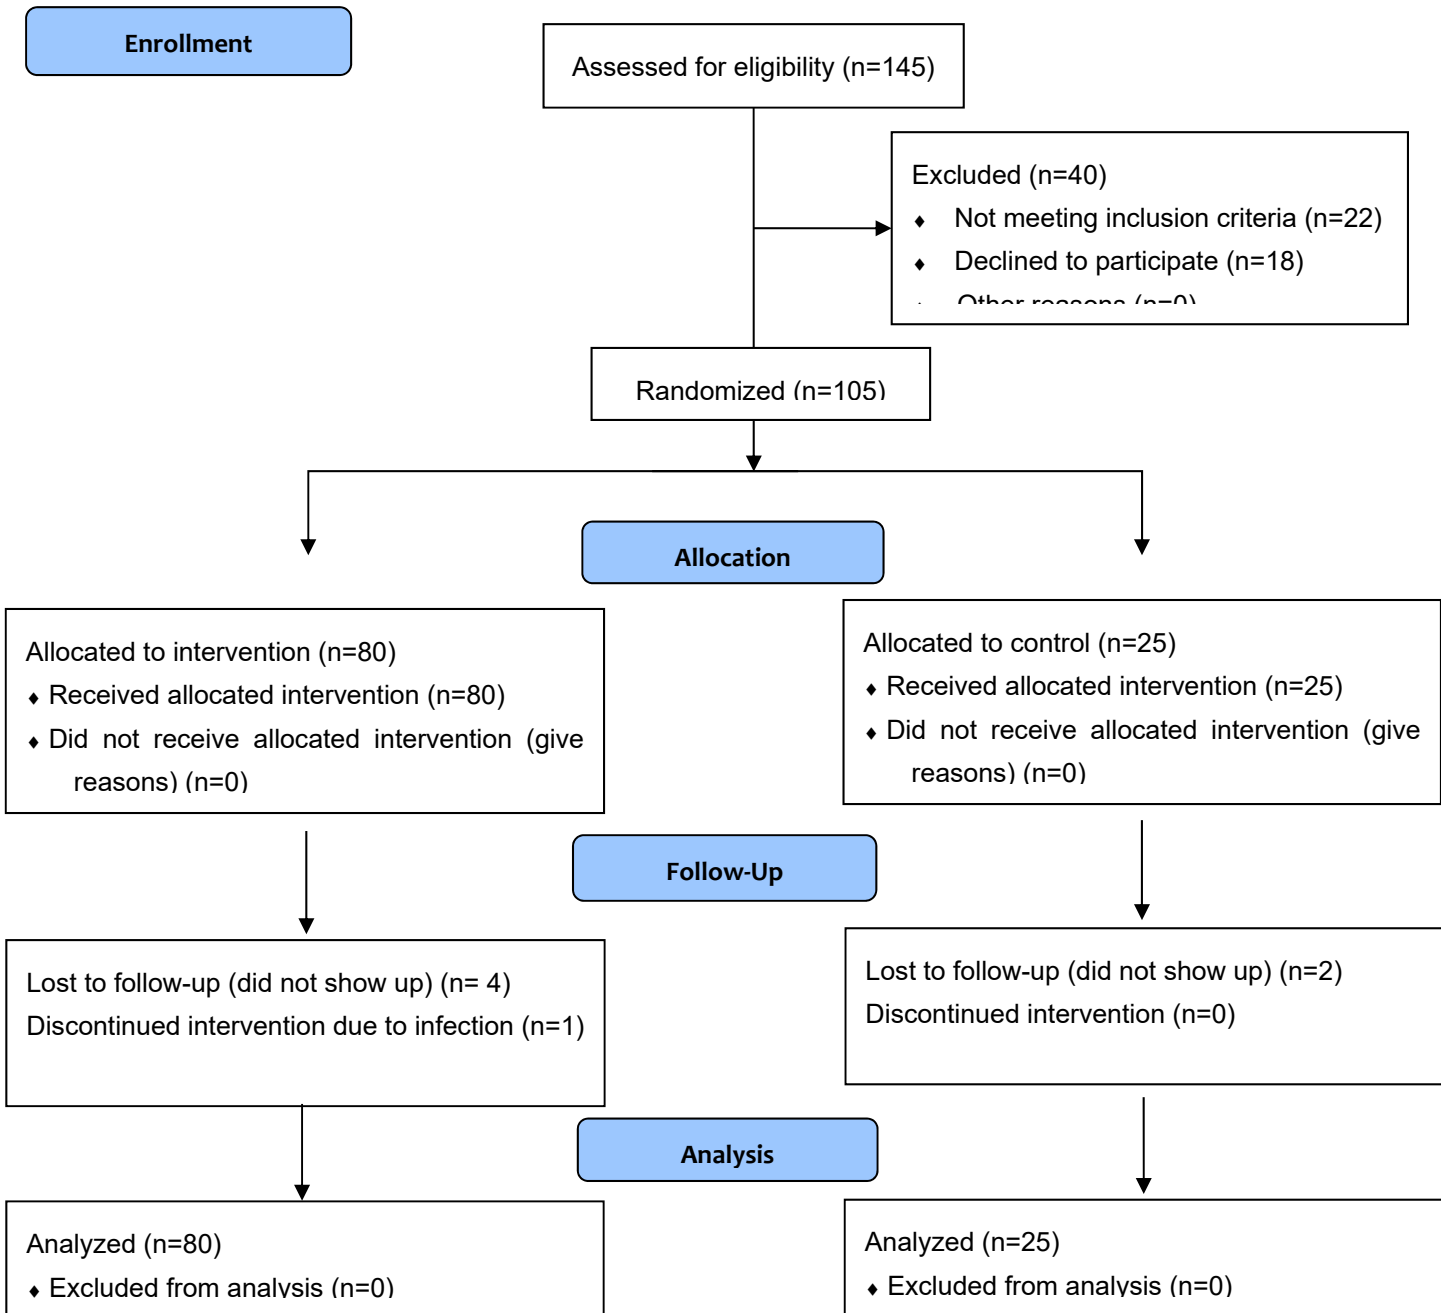 Enrollment
Assessed for eligibility (n=145)
Excluded (n=40)
♦ Not meeting inclusion criteria (n=22)
♦ Declined to participate (n=18)
Other reasons (n=0)
Randomized (n=105)
Allocation
Allocated to intervention (n=80)
♦ Received allocated intervention (n=80)
♦ Did not receive allocated intervention (give
reasons) (n=0)
Allocated to control (n=25)
♦ Received allocated intervention (n=25)
♦ Did not receive allocated intervention (give
reasons) (n=0)
Follow-Up
Lost to follow-up (did not show up) (n= 4)
Discontinued intervention due to infection (n=1)
Lost to follow-up (did not show up) (n=2)
Discontinued intervention (n=0)
Analysis
Analyzed (n=80)
♦ Excluded from analysis (n=0)
Analyzed (n=25)
♦ Excluded from analysis (n=0)